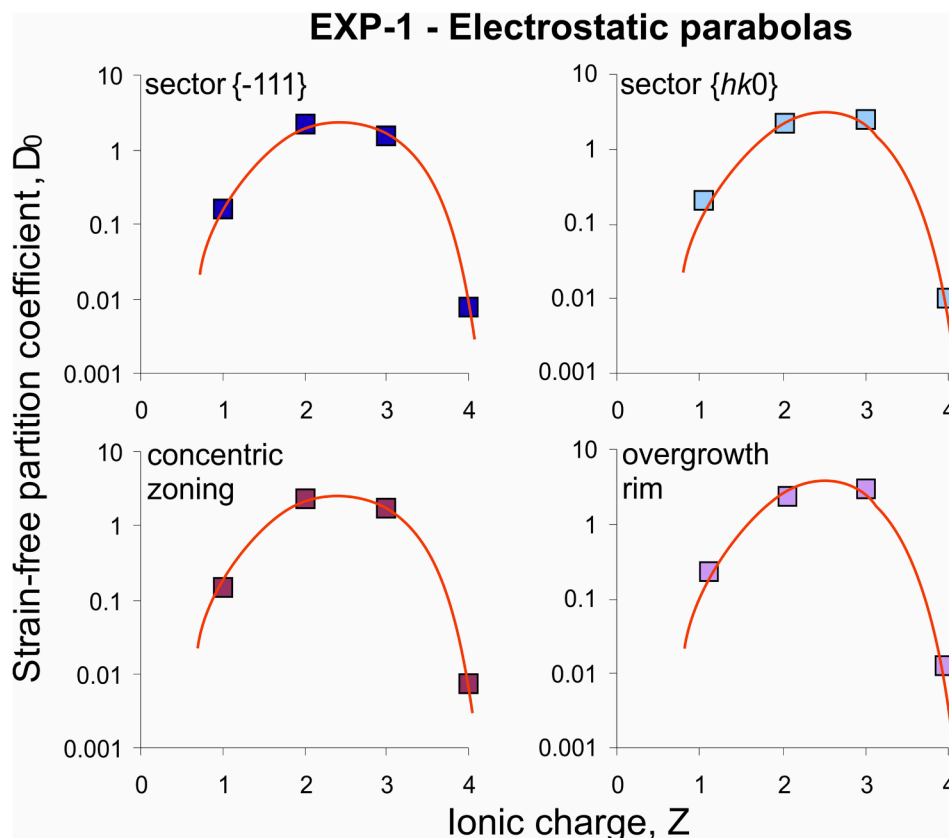 EXP-1 - Electrostatic parabolas
Strain-free partition coefficient, D₀
sector {-111}
10
1
0.1
0.01
0.001
0 1 2 3 4
sector {hk0}
10
1
0.1
0.01
0.001
0 1 2 3 4
concentric
zoning
10
1
0.1
0.01
0.001
0 1 2 3 4
overgrowth
rim
10
1
0.1
0.01
0.001
0 1 2 3 4
Ionic charge, Z